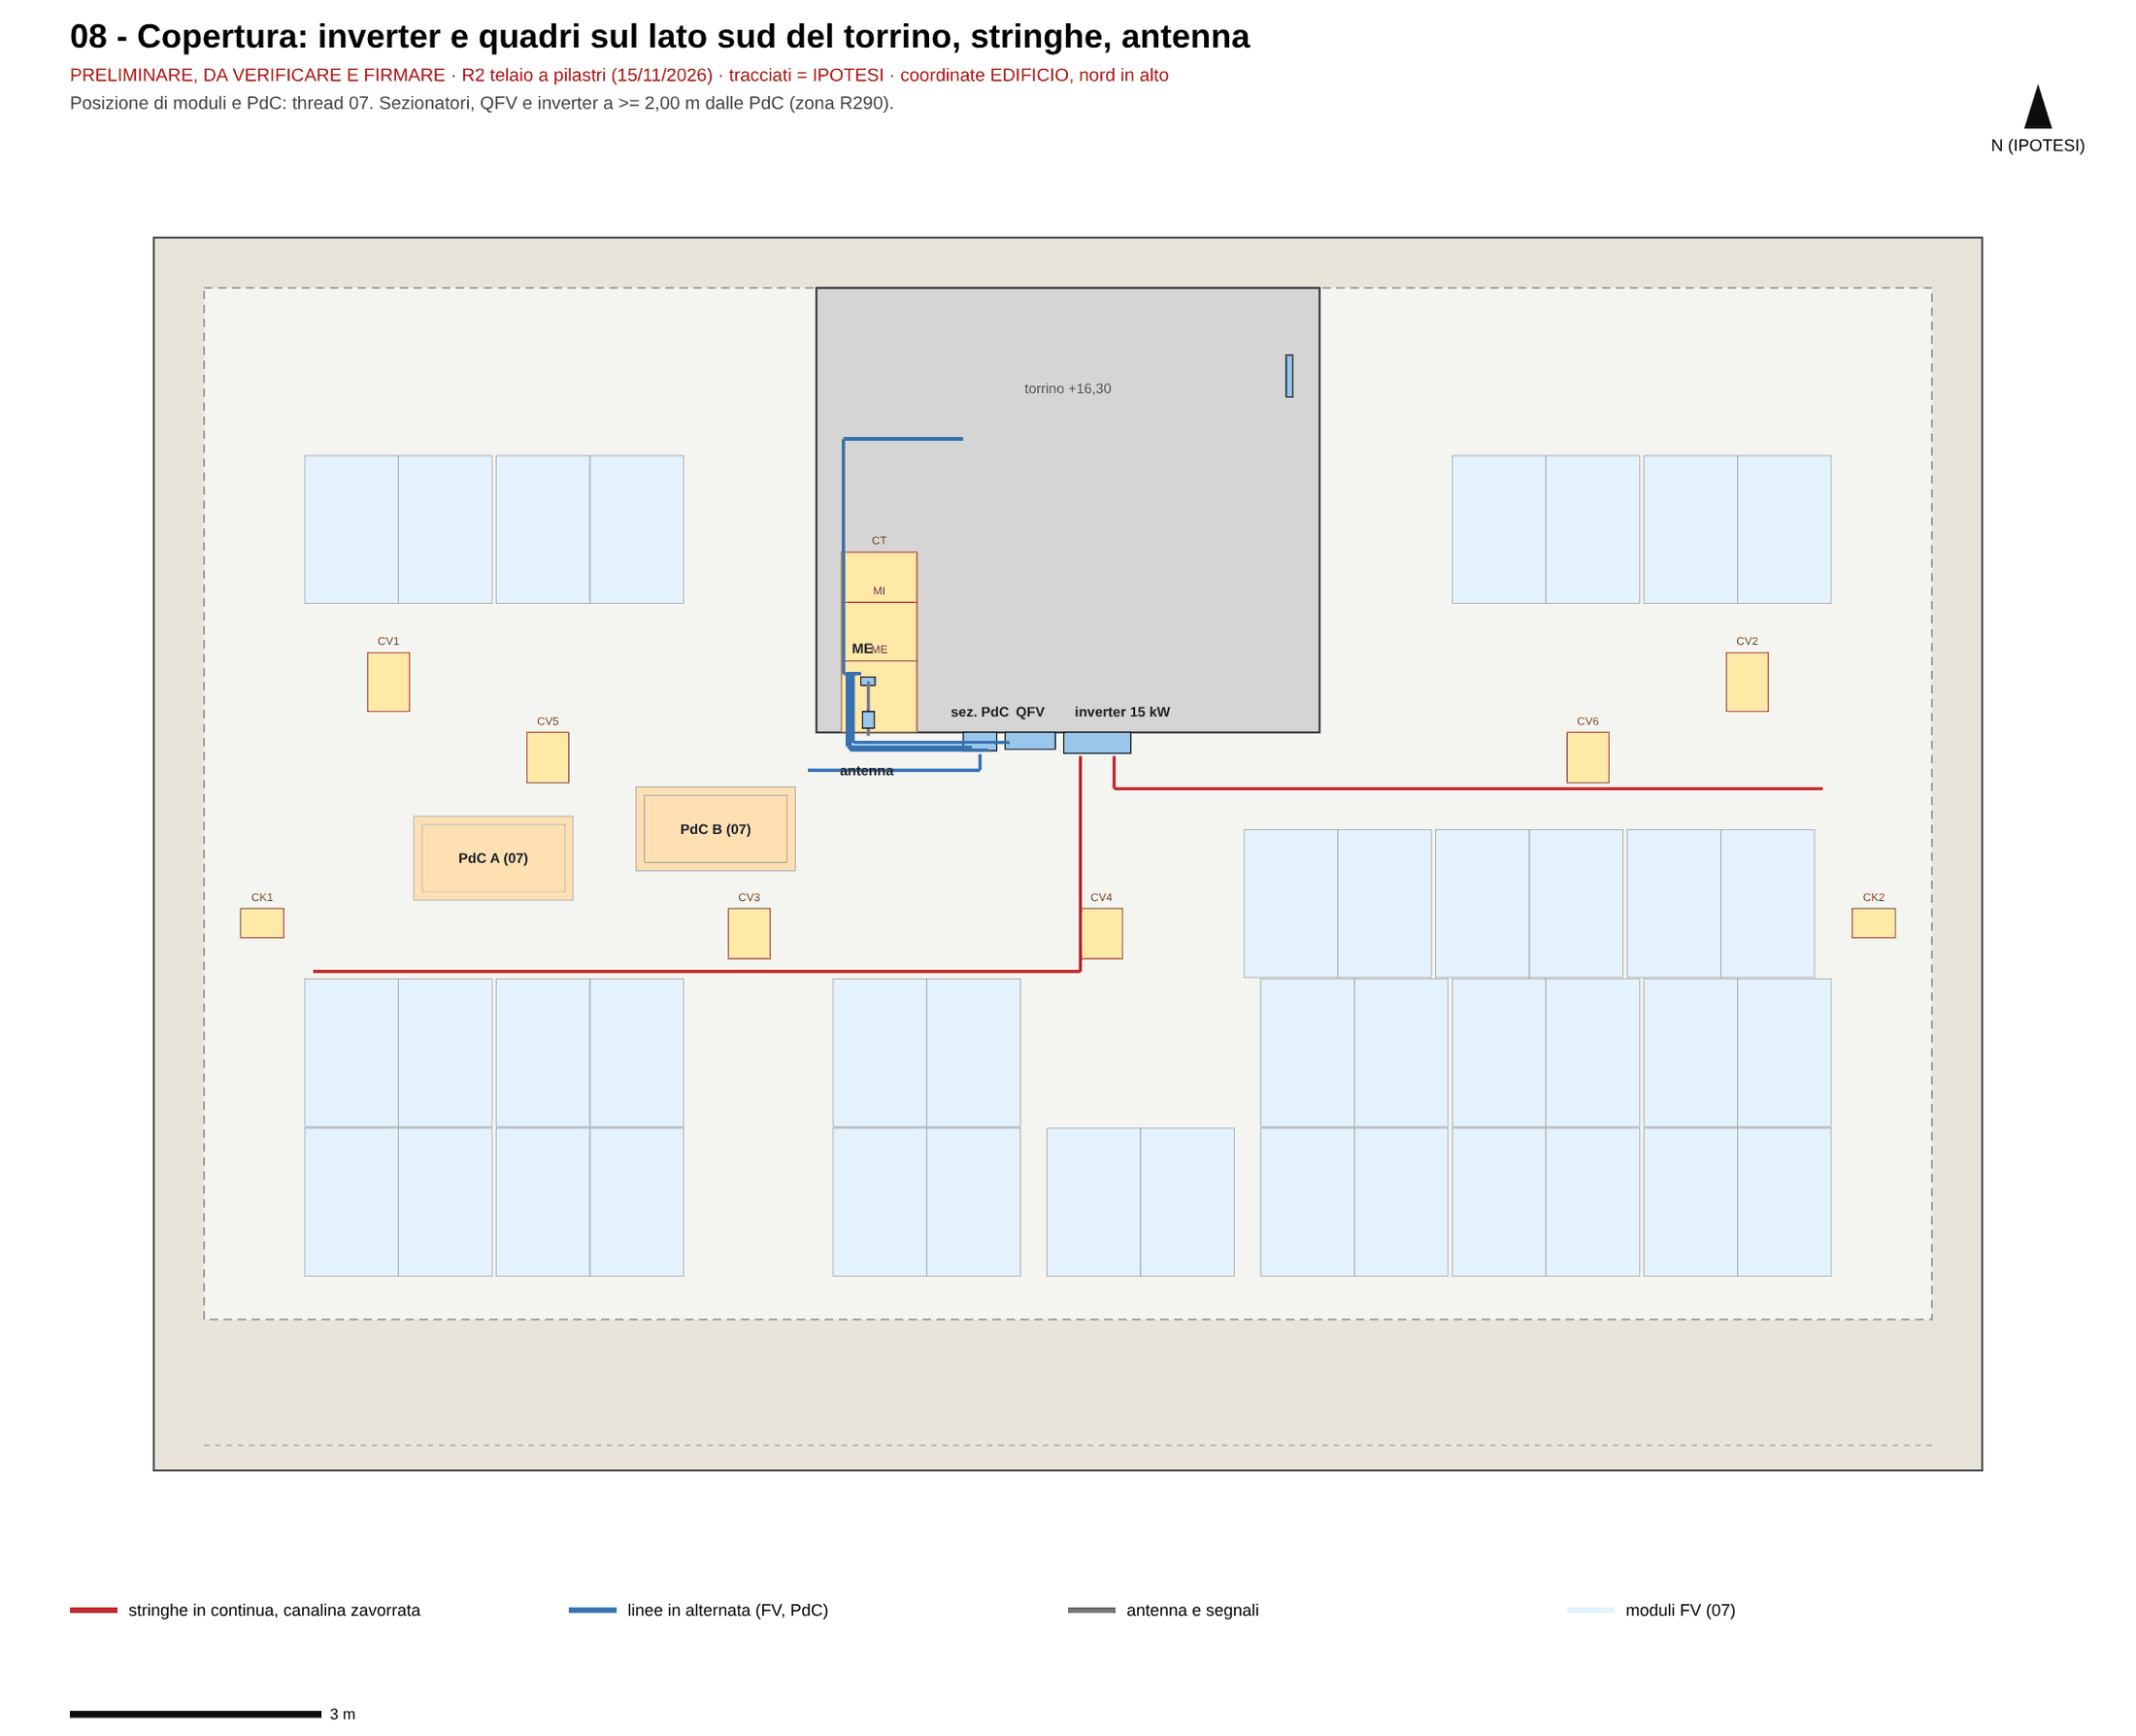 08 - Copertura: inverter e quadri sul lato sud del torrino, stringhe, antenna
PRELIMINARE, DA VERIFICARE E FIRMARE · R2 telaio a pilastri (15/11/2026) · tracciati = IPOTESI · coordinate EDIFICIO, nord in alto
Posizione di moduli e PdC: thread 07. Sezionatori, QFV e inverter a >= 2,00 m dalle PdC (zona R290).
N (IPOTESI)
torrino +16,30
CT
MI
CV1
ME
ME
CV2
CV5
sez. PdC
QFV
inverter 15 kW
CV6
antenna
PdC B (07)
PdC A (07)
CK1
CV3
CV4
CK2
stringhe in continua, canalina zavorrata
linee in alternata (FV, PdC)
antenna e segnali
moduli FV (07)
3 m